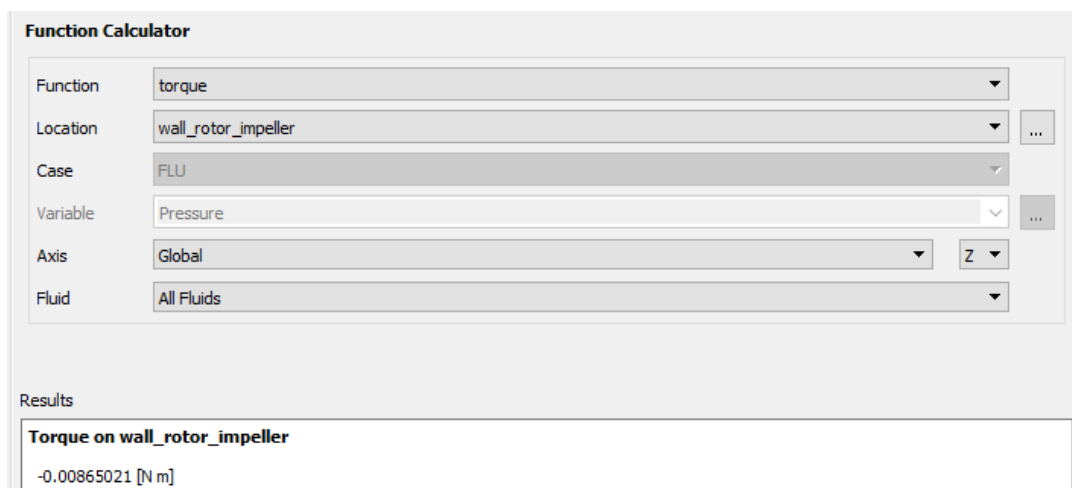 Function Calculator
Function torque
Location wall_rotor_impeller ...
Case FLU
Variable Pressure ...
Axis Global Z
Fluid All Fluids
Results
Torque on wall_rotor_impeller
-0.00865021 [N m]